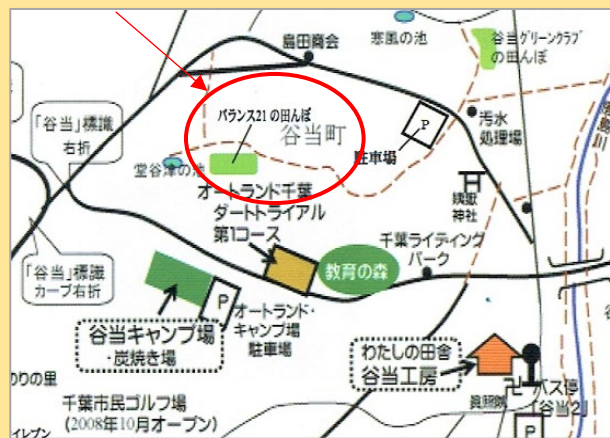 寒風の池
谷当グリーンクラブ
の田んぼ
島田商会
バランス21の田んぼ
谷当町
P
駐車場
汚水
処理場
「谷当」標識
右折
堂谷津の池
オートランド千葉
ダートトライアル
第1コース
神社
千葉ライディング
パーク
教育の森
「谷当」標識
カーブ右折
P
オートランド・
キャンプ場
駐車場
谷当キャンプ場
・炭焼き場
わたしの田舎
谷当工房
バス停
「谷当2」
P
のりの里
千葉市民ゴルフ場
(2008年10月オープン)
イレブン